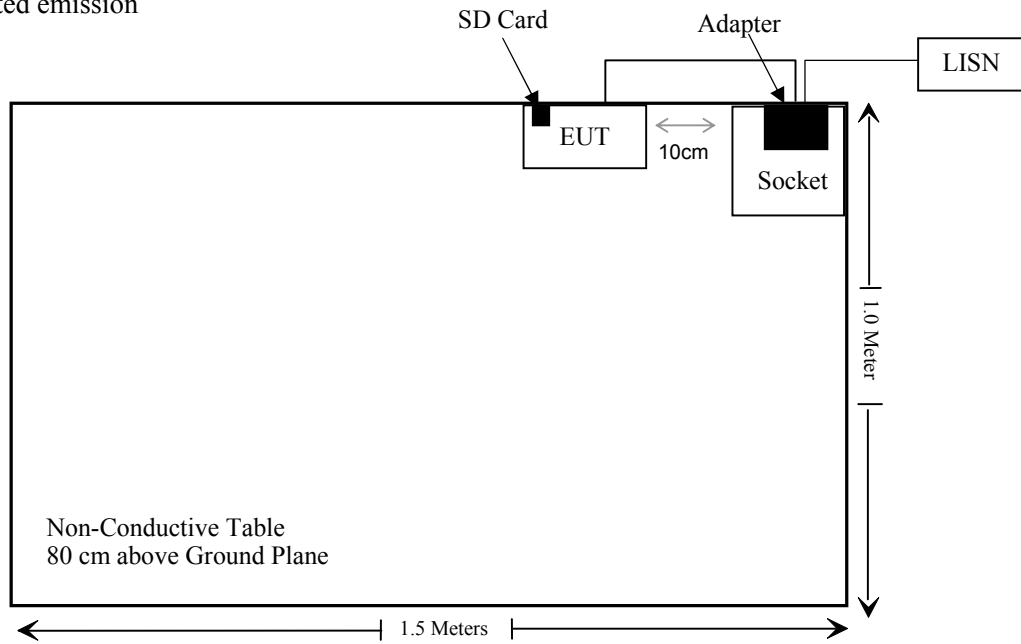 ted emission
SD Card
Adapter
LISN
EUT
10cm
Socket
1.0 Meter
Non-Conductive Table
80 cm above Ground Plane
1.5 Meters